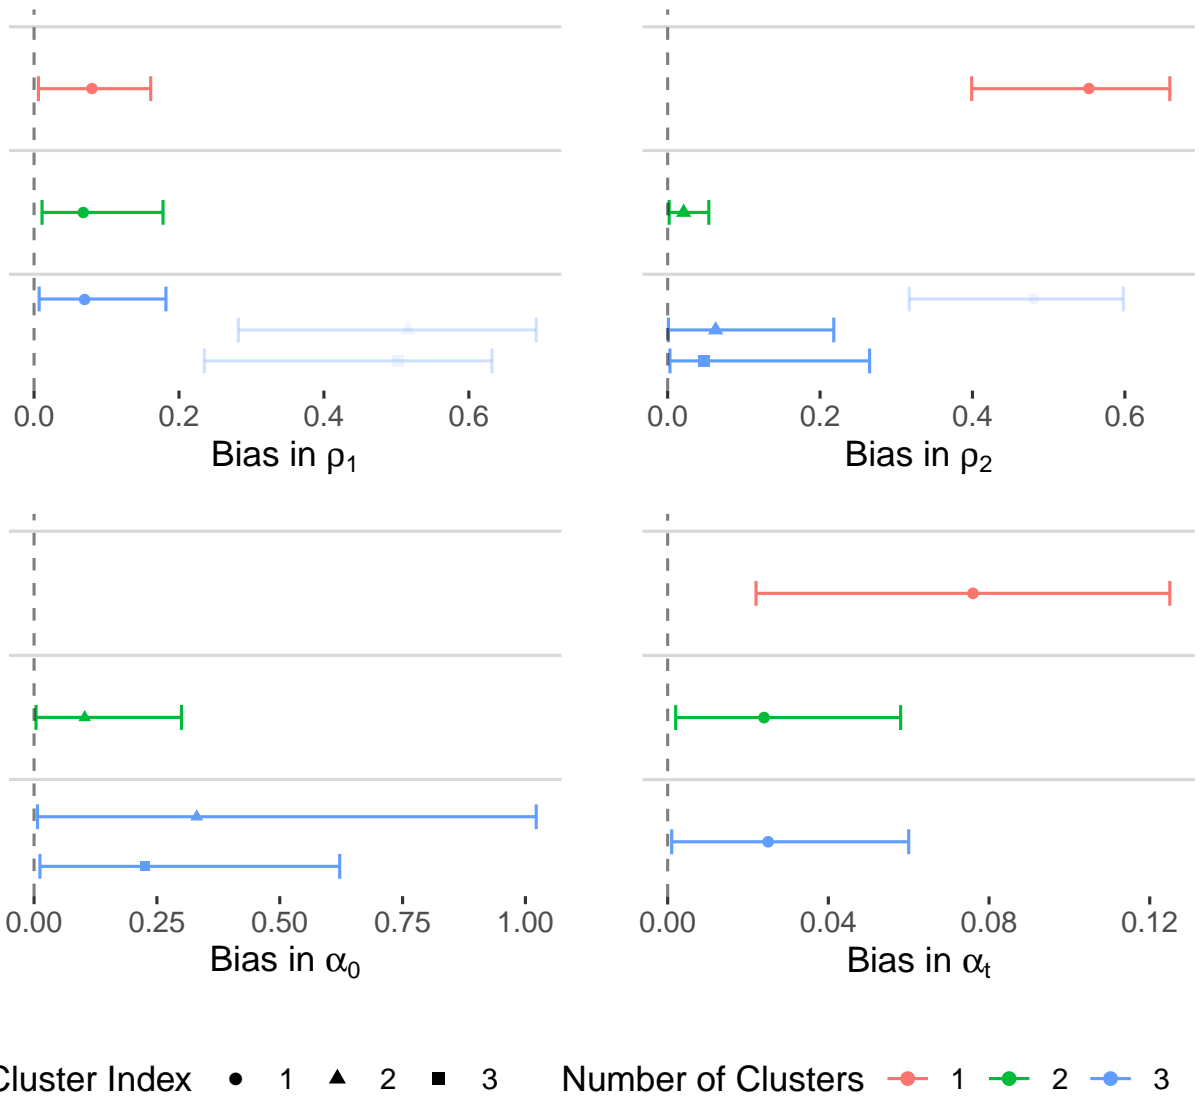 0.0 0.2 0.4 0.6 0.0 0.2 0.4 0.6
Bias in ρ₁ Bias in ρ₂
0.00 0.25 0.50 0.75 1.00 0.00 0.04 0.08 0.12
Bias in α₀ Bias in αₜ
Cluster Index 1 2 3 Number of Clusters 1 2 3